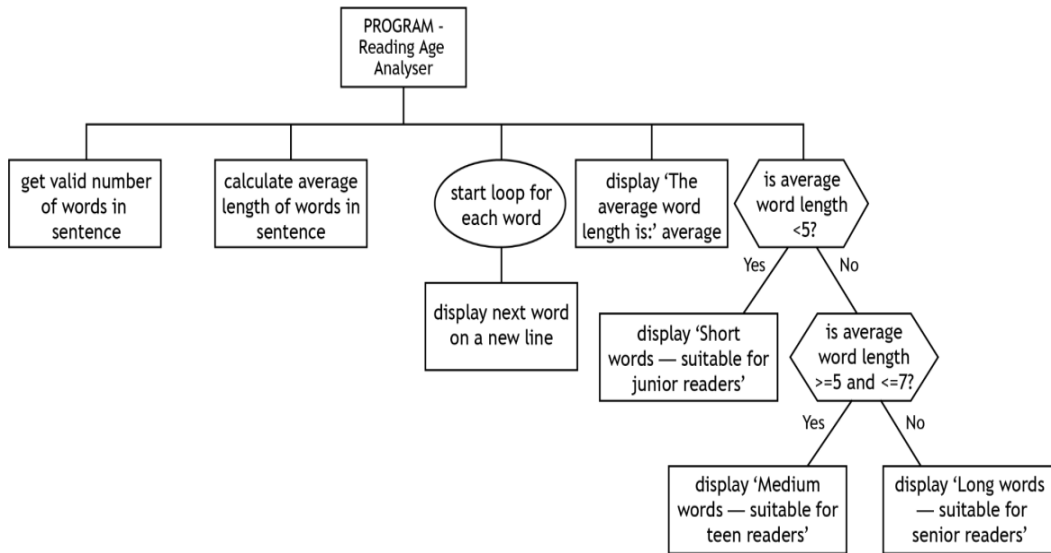 PROGRAM -
Reading Age
Analyser
get valid number
of words in
sentence
calculate average
length of words in
sentence
start loop for
each word
display next word
on a new line
display ‘The
average word
length is:’ average
is average
word length
<5?
Yes
No
display ‘Short
words — suitable for
junior readers’
is average
word length
>=5 and <=7?
Yes
No
display ‘Medium
words — suitable for
teen readers’
display ‘Long words
— suitable for
senior readers’